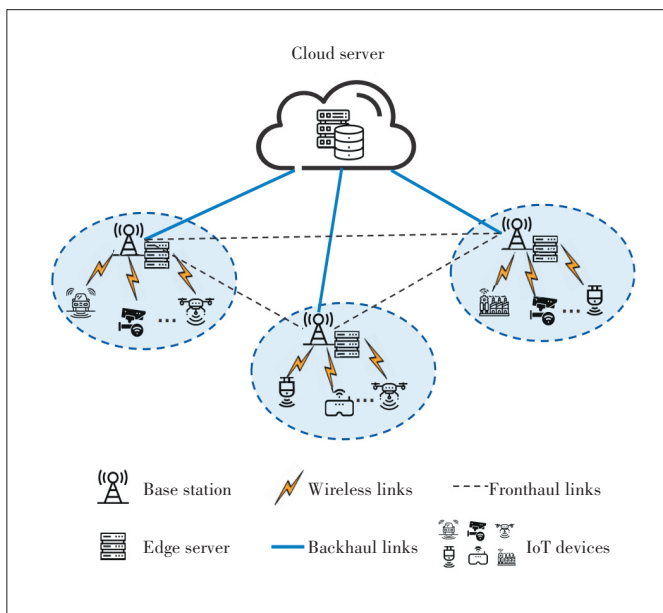 Cloud server
Base station
Wireless links
Fronthaul links
Edge server
Backhaul links
IoT devices